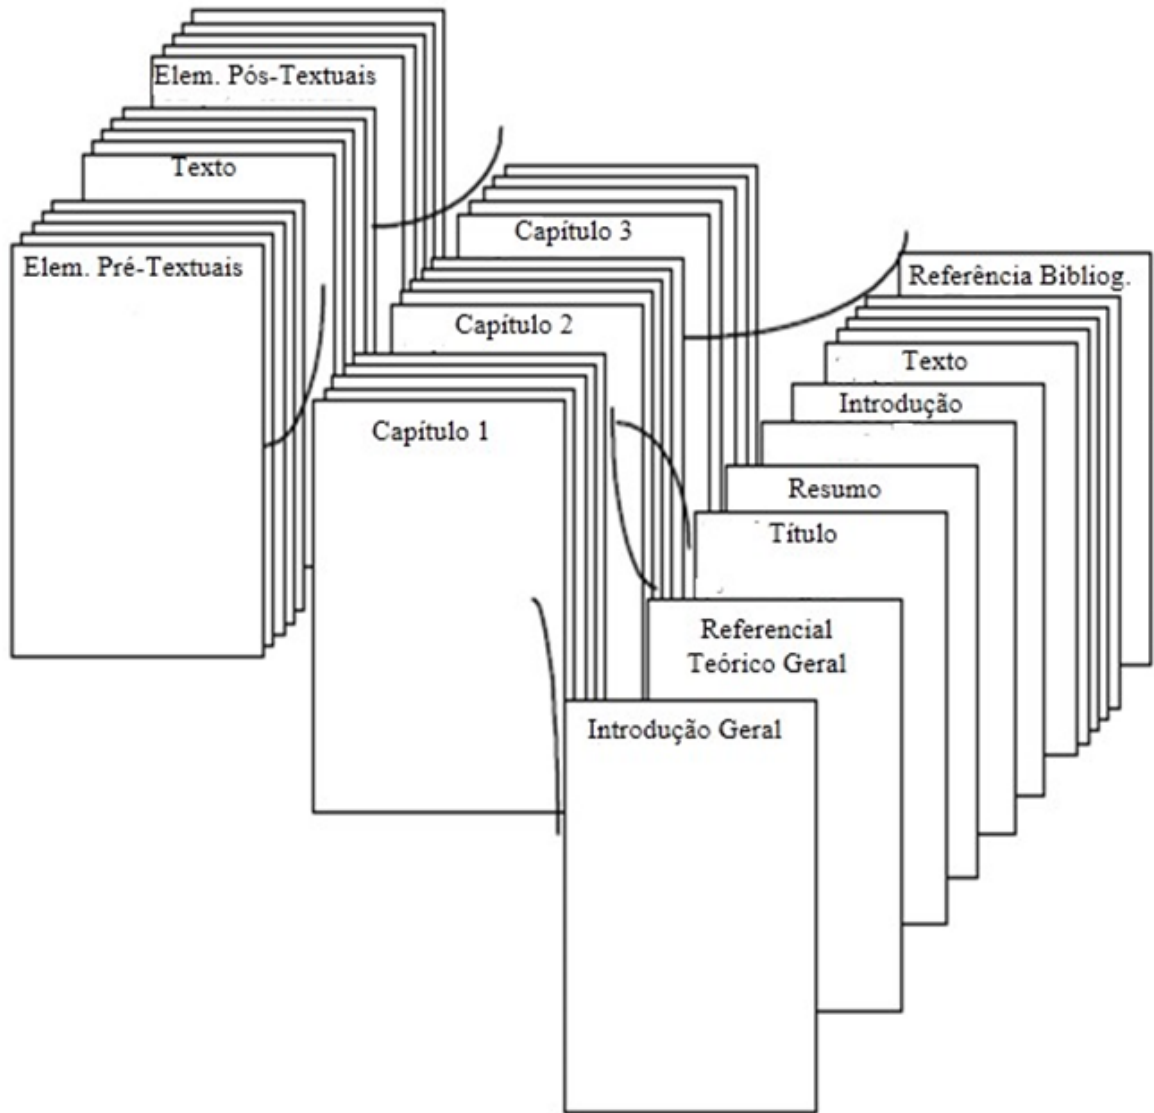 Elem. Pós-Textuais
Texto
Elem. Pré-Textuais
Capítulo 3
Capítulo 2
Capítulo 1
Referência Bibliog.
Texto
Introdução
Resumo
Título
Referencial
Teórico Geral
Introdução Geral